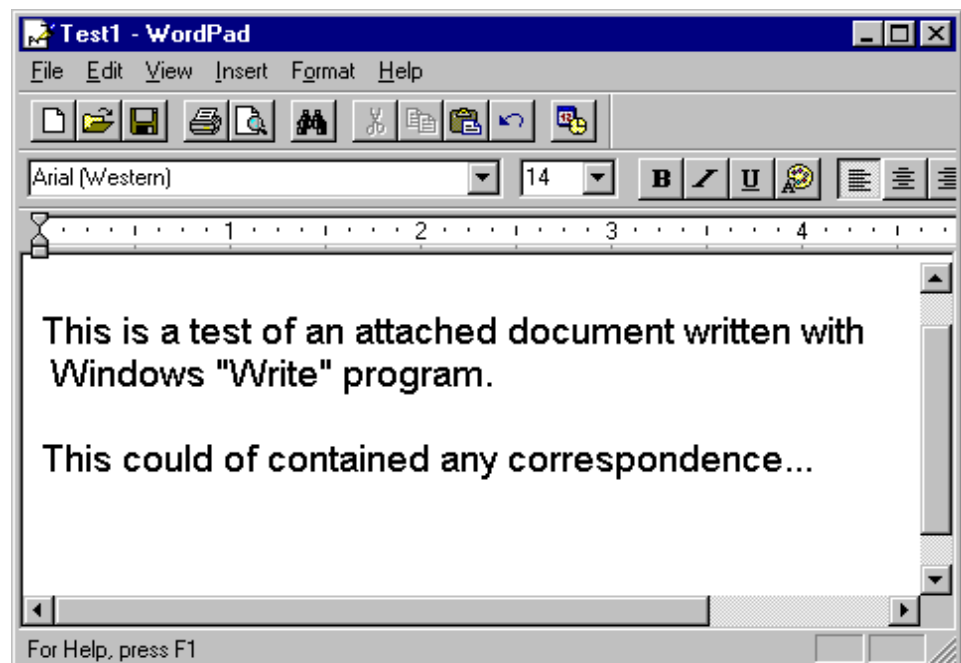 Test1 - WordPad
File Edit View Insert Format Help
Arial (Western) 14 B I U
1 2 3 4
This is a test of an attached document written with
Windows "Write" program.
This could of contained any correspondence...
For Help, press F1